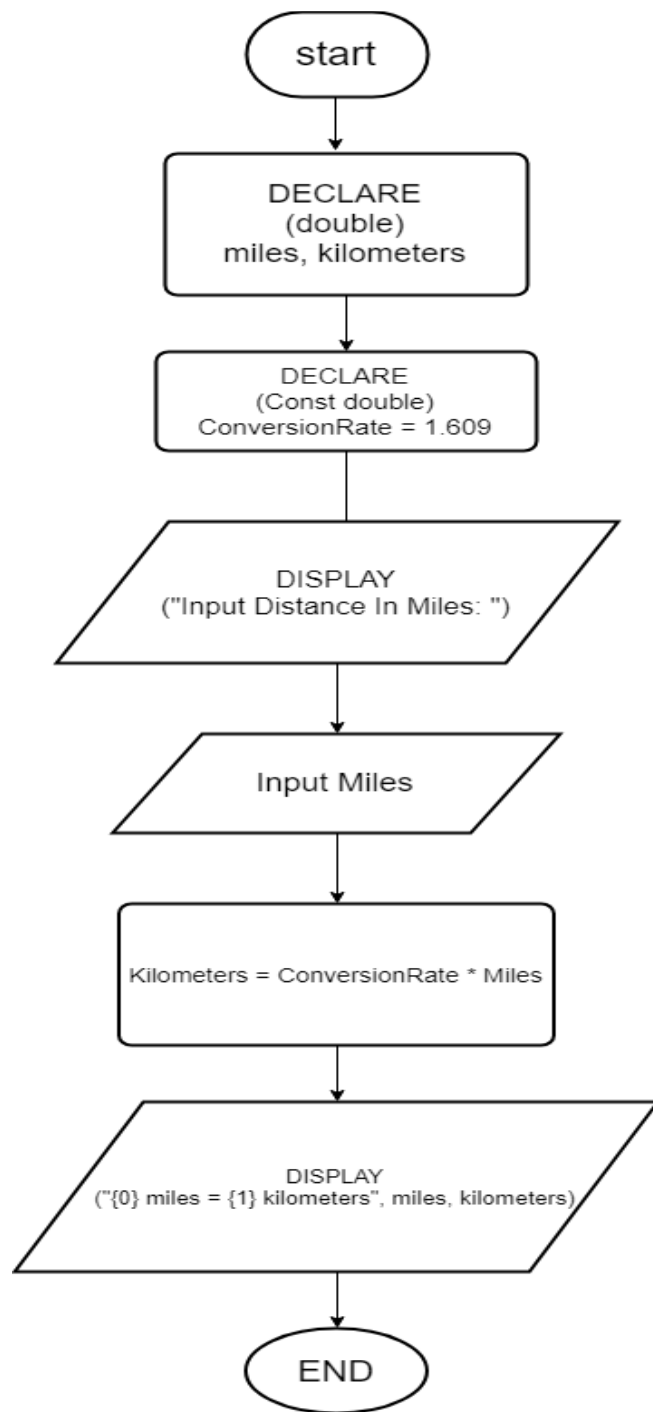 start
DECLARE
(double)
miles, kilometers
DECLARE
(Const double)
ConversionRate = 1.609
DISPLAY
("Input Distance In Miles: ")
Input Miles
Kilometers = ConversionRate * Miles
DISPLAY
("{0} miles = {1} kilometers", miles, kilometers)
END